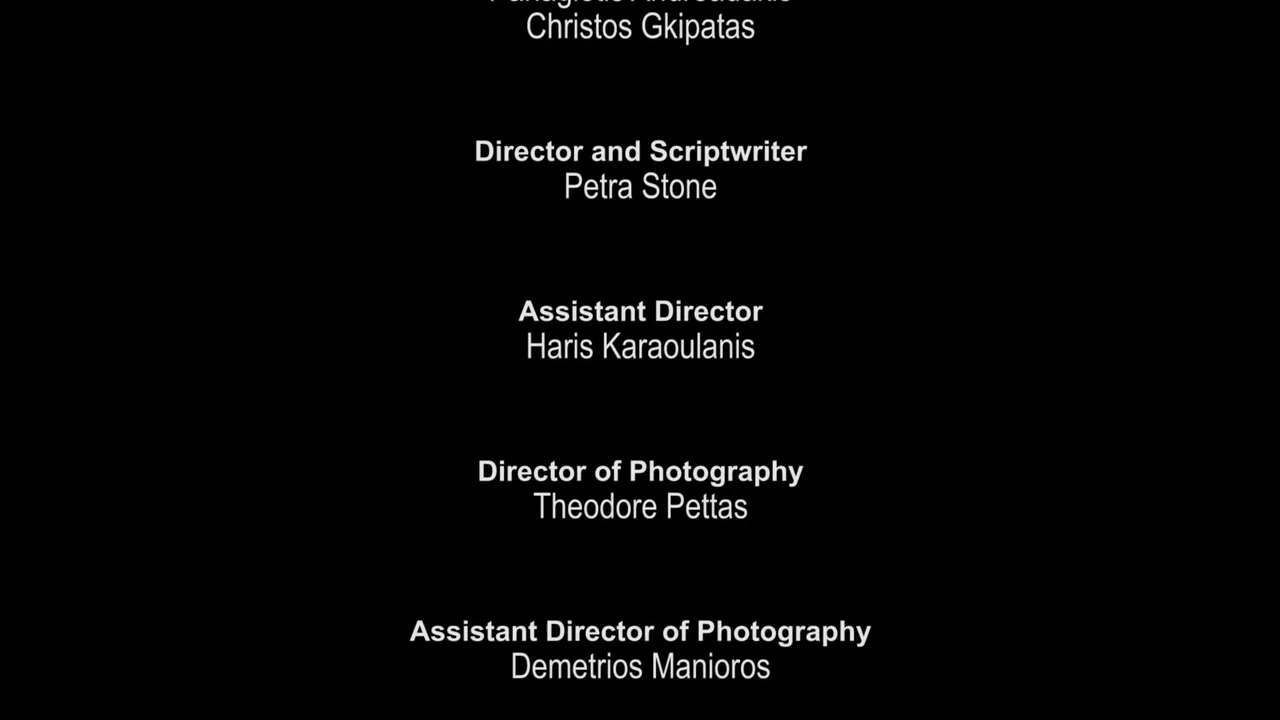 Christos Gkipatas
Director and Scriptwriter
Petra Stone
Assistant Director
Haris Karaoulanis
Director of Photography
Theodore Pettas
Assistant Director of Photography
Demetrios Manioros